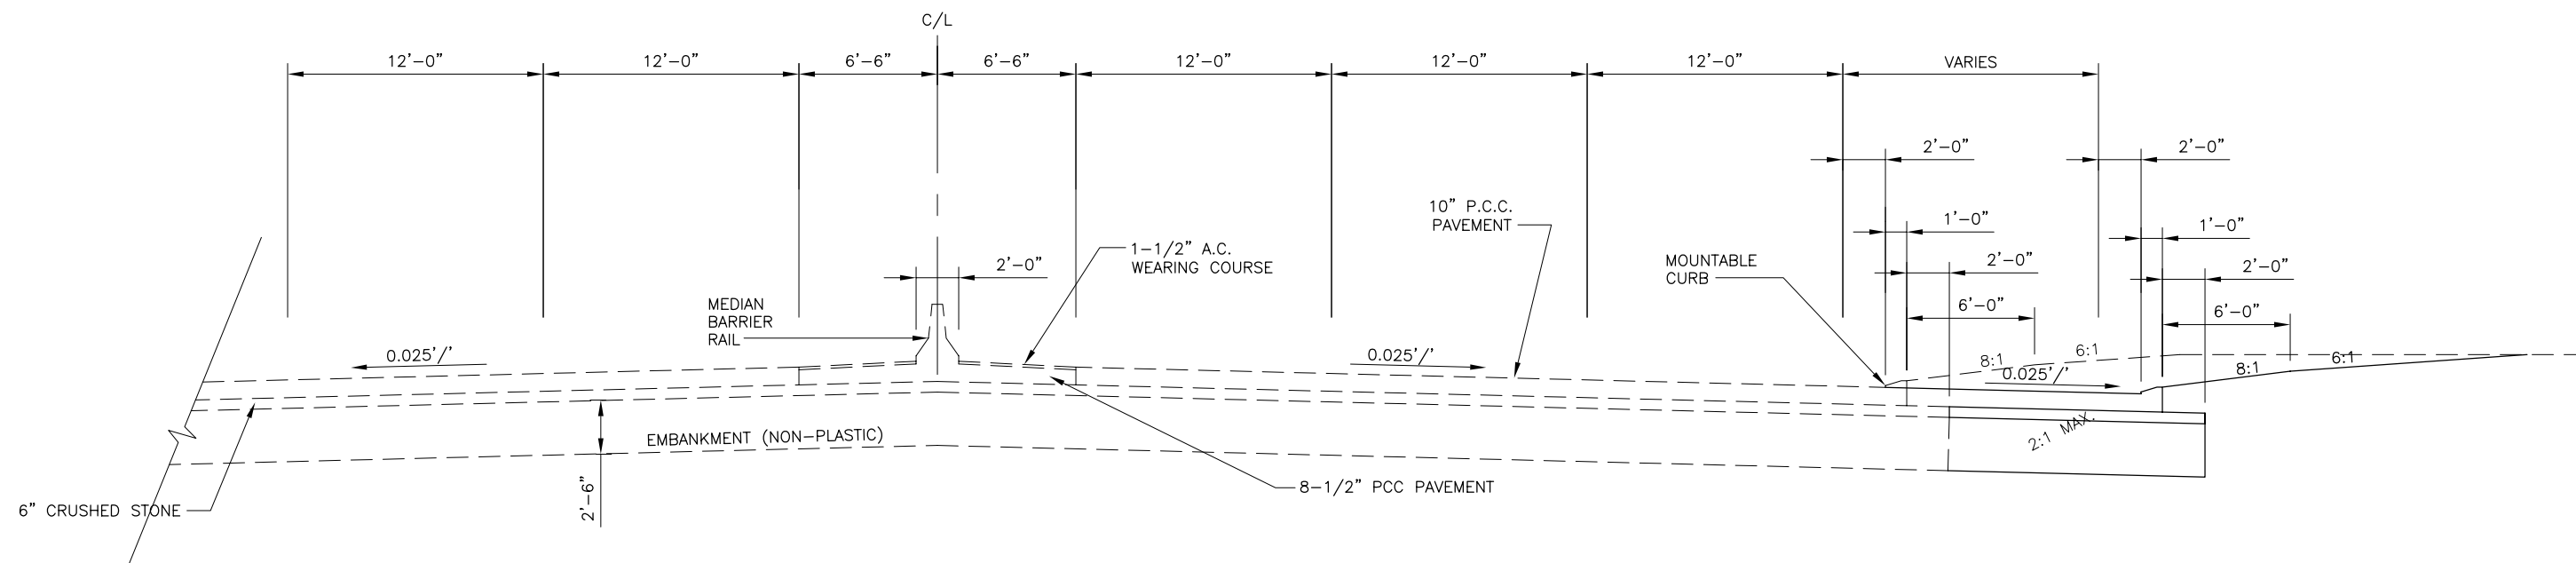 C/L
12'-0"
12'-0"
6'-6"
6'-6"
12'-0"
12'-0"
12'-0"
VARIES
2'-0"
2'-0"
10" P.C.C.
PAVEMENT
1'-0"
1'-0"
1-1/2" A.C.
WEARING COURSE
MOUNTABLE
CURB
2'-0"
2'-0"
2'-0"
MEDIAN
BARRIER
RAIL
6'-0"
6'-0"
0.025'/'
0.025'/'
8:1
6:1
0.025'/'
8:1
6:1
EMBANKMENT (NON-PLASTIC)
2:1 MAX.
2'-6"
8-1/2" PCC PAVEMENT
6" CRUSHED STONE